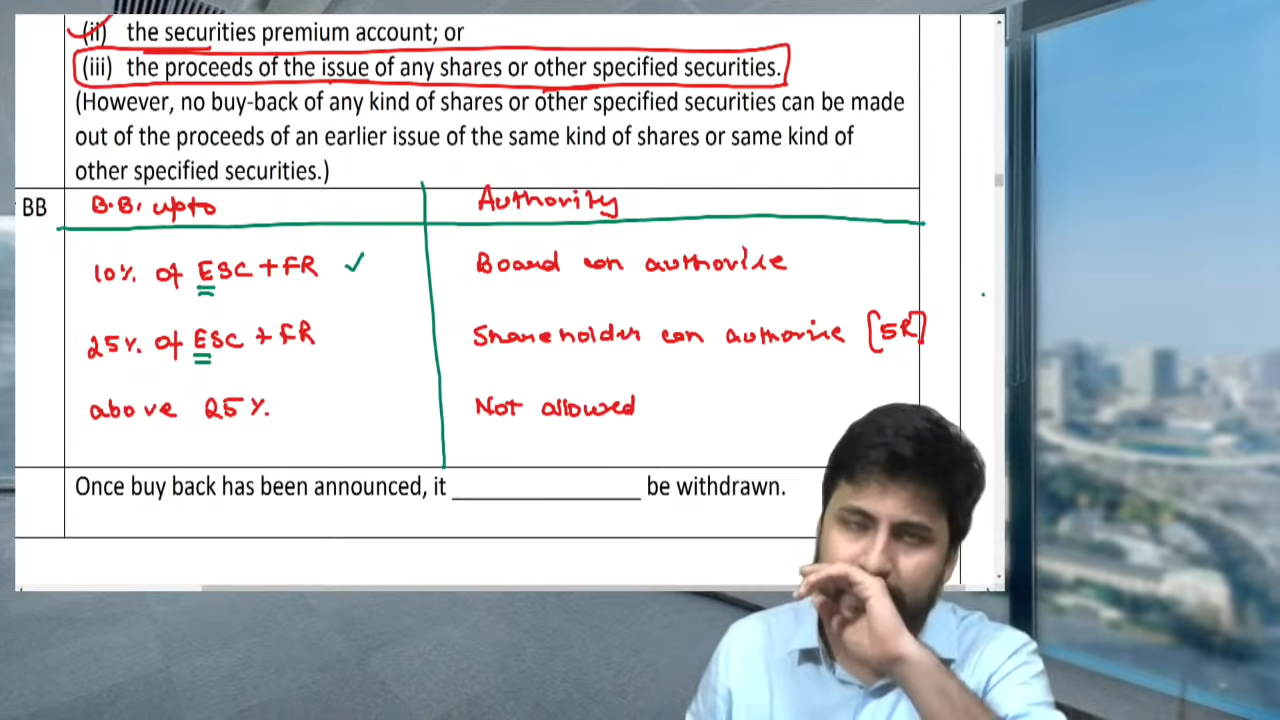 (ii) the securities premium account; or
(iii) the proceeds of the issue of any shares or other specified securities.
(However, no buy-back of any kind of shares or other specified securities can be made
out of the proceeds of an earlier issue of the same kind of shares or same kind of
other specified securities.)
BB B.B. upto Authority
10% of ESC + FR ✓ Board can authorise
25% of ESC + FR Shareholder can authorise [SR]
above 25%. Not allowed
Once buy back has been announced, it ________________ be withdrawn.